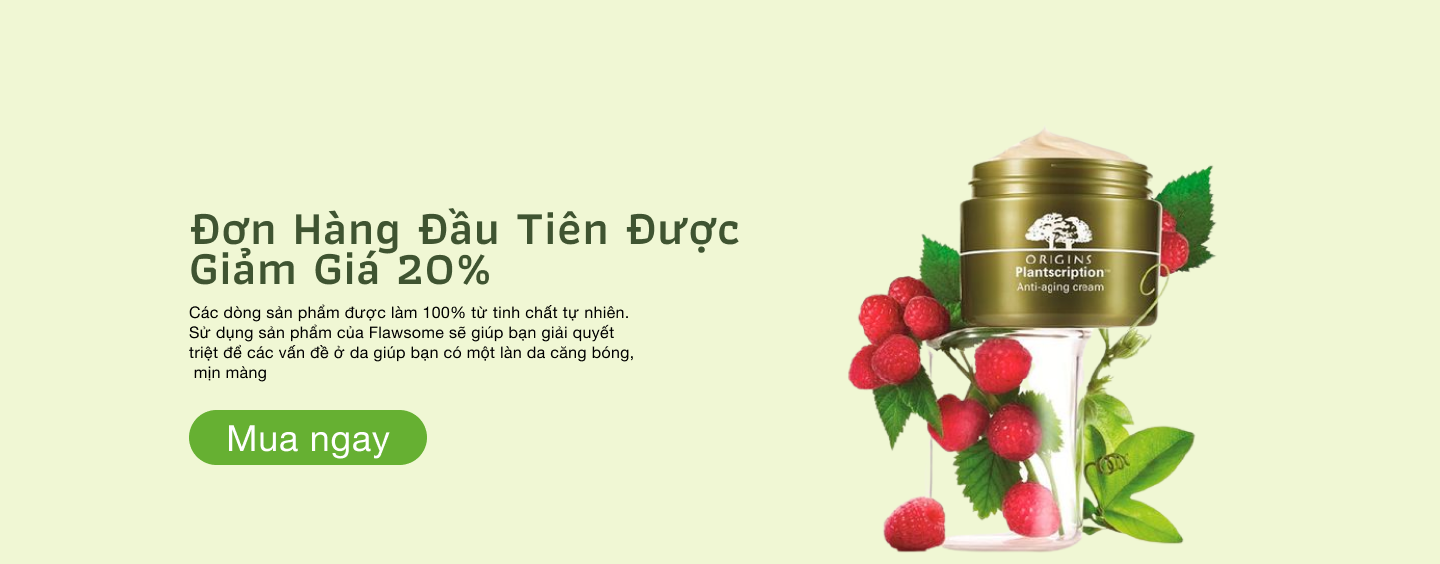 Đơn Hàng Đầu Tiên Được
Giảm Giá 20%
Các dòng sản phẩm được làm 100% từ tinh chất tự nhiên.
Sử dụng sản phẩm của Flawsome sẽ giúp bạn giải quyết
triệt để các vấn đề ở da giúp bạn có một làn da căng bóng,
mịn màng
Mua ngay
ORIGINS
Plantscription™
Anti-aging cream